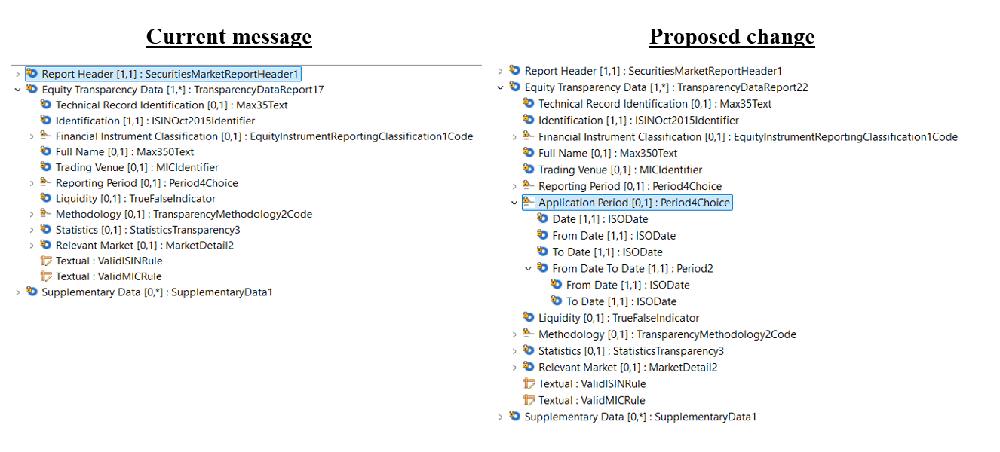 Current message
Report Header [1,1] : SecuritiesMarketReportHeader1
Equity Transparency Data [1,*] : TransparencyDataReport17
Technical Record Identification [0,1] : Max35Text
Identification [1,1] : ISINOct2015Identifier
Financial Instrument Classification [0,1] : EquityInstrumentReportingClassification1Code
Full Name [0,1] : Max350Text
Trading Venue [0,1] : MICIdentifier
Reporting Period [0,1] : Period4Choice
Liquidity [0,1] : TrueFalseIndicator
Methodology [0,1] : TransparencyMethodology2Code
Statistics [0,1] : StatisticsTransparency3
Relevant Market [0,1] : MarketDetail2
Textual : ValidISINRule
Textual : ValidMICRule
Supplementary Data [0,*] : SupplementaryData1
Proposed change
Report Header [1,1] : SecuritiesMarketReportHeader1
Equity Transparency Data [1,*] : TransparencyDataReport22
Technical Record Identification [0,1] : Max35Text
Identification [1,1] : ISINOct2015Identifier
Financial Instrument Classification [0,1] : EquityInstrumentReportingClassification1Code
Full Name [0,1] : Max350Text
Trading Venue [0,1] : MICIdentifier
Reporting Period [0,1] : Period4Choice
Application Period [0,1] : Period4Choice
Date [1,1] : ISODate
From Date [1,1] : ISODate
To Date [1,1] : ISODate
From Date To Date [1,1] : Period2
From Date [1,1] : ISODate
To Date [1,1] : ISODate
Liquidity [0,1] : TrueFalseIndicator
Methodology [0,1] : TransparencyMethodology2Code
Statistics [0,1] : StatisticsTransparency3
Relevant Market [0,1] : MarketDetail2
Textual : ValidISINRule
Textual : ValidMICRule
Supplementary Data [0,*] : SupplementaryData1